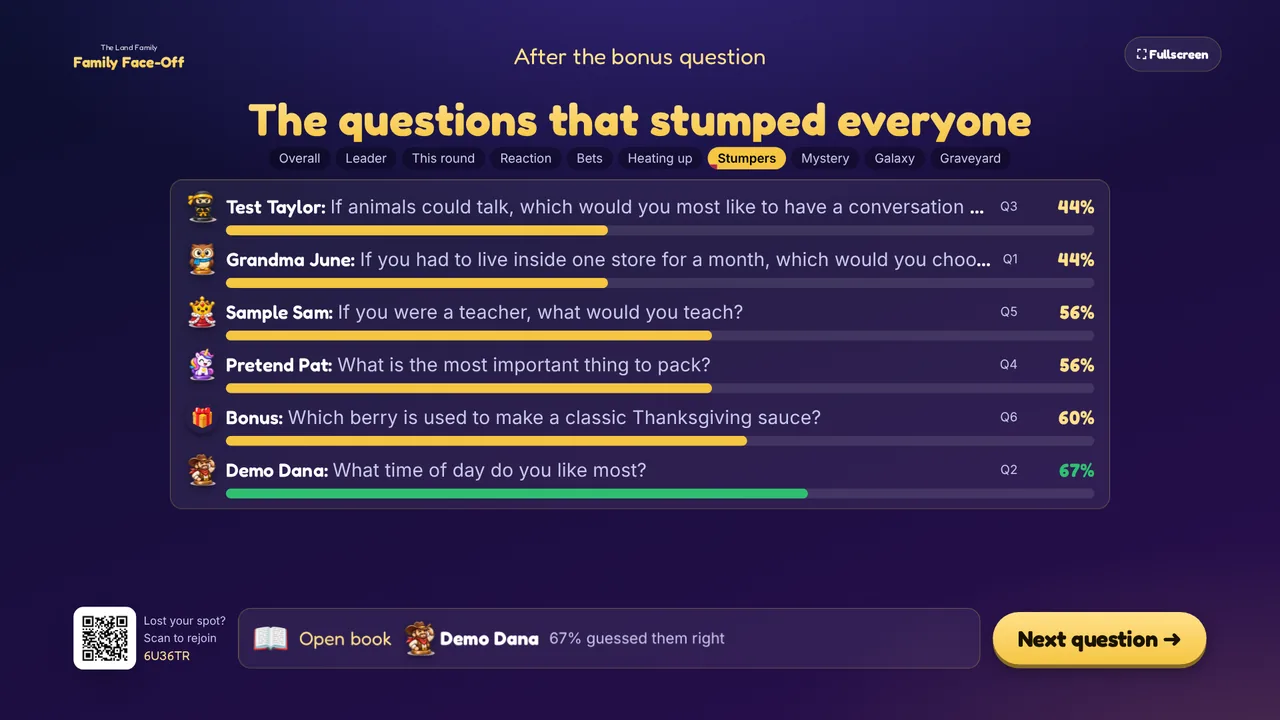 The Land Family
Family Face-Off
After the bonus question
Fullscreen
The questions that stumped everyone
Overall Leader This round Reaction Bets Heating up Stumpers Mystery Galaxy Graveyard
Test Taylor: If animals could talk, which would you most like to have a conversation ... Q3 44%
Grandma June: If you had to live inside one store for a month, which would you choo... Q1 44%
Sample Sam: If you were a teacher, what would you teach? Q5 56%
Pretend Pat: What is the most important thing to pack? Q4 56%
Bonus: Which berry is used to make a classic Thanksgiving sauce? Q6 60%
Demo Dana: What time of day do you like most? Q2 67%
Lost your spot?
Scan to rejoin
6U36TR
Open book Demo Dana 67% guessed them right
Next question →